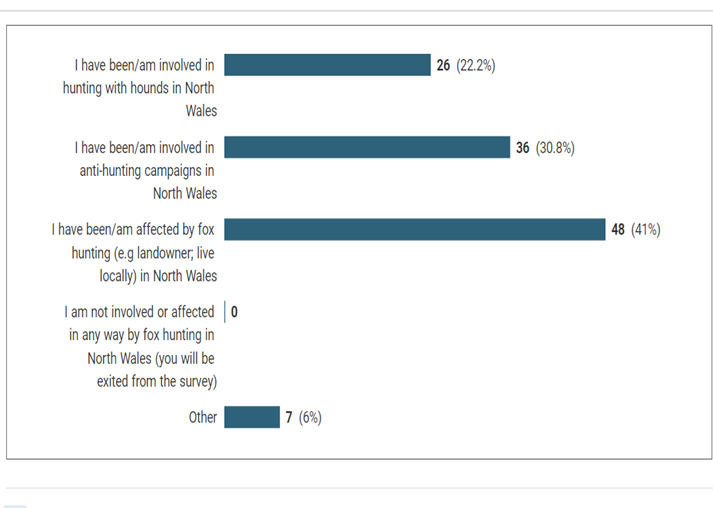 I have been/am involved in
hunting with hounds in North
Wales
26 (22.2%)
I have been/am involved in
anti-hunting campaigns in
North Wales
36 (30.8%)
I have been/am affected by fox
hunting (e.g landowner; live
locally) in North Wales
48 (41%)
I am not involved or affected
in any way by fox hunting in
North Wales (you will be
exited from the survey)
0
Other
7 (6%)